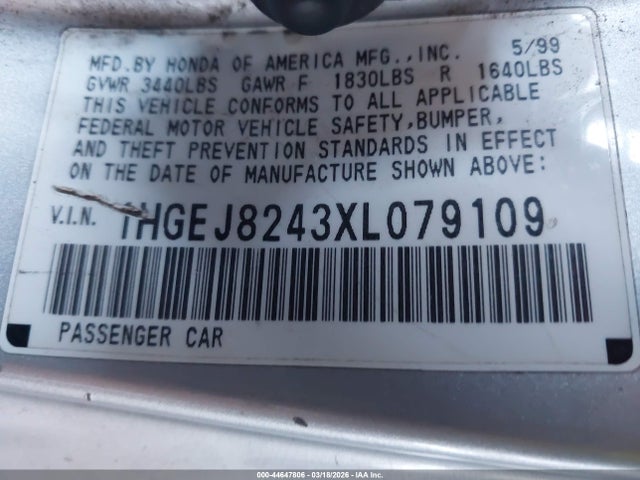 MFD.BY HONDA OF AMERICA MFG.,INC. 5/99
GVWR 3440LBS GAWR F 1830LBS R 1640LBS
THIS VEHICLE CONFORMS TO ALL APPLICABLE
FEDERAL MOTOR VEHICLE SAFETY,BUMPER,
AND THEFT PREVENTION STANDARDS IN EFFECT
ON THE DATE OF MANUFACTURE SHOWN ABOVE:
V.I.N. 1HGEJ8243XL079109
PASSENGER CAR
000-44647806 | 03/18/2026 | IAA Inc.